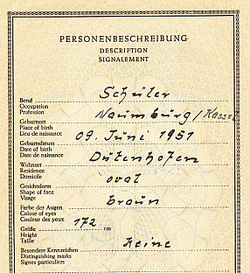 PERSONENBESCHREIBUNG
DESCRIPTION
SIGNALEMENT
Schüler
Beruf
Occupation
Profession
Naumburg/Kassel
Geburtsort
Place of birth
Lieu de naissance
09. Juni 1951
Geburtsdatum
Date of birth
Date de naissance
Dutenhofen
Wohnort
Residence
Domicile
oval
Gesichtsform
Shape of face
Visage
braun
Farbe der Augen
Colour of eyes
Couleur des yeux
172 cm
Größe
Height
Taille
keine
Besondere Kennzeichen
Distinguishing marks
Signes particuliers